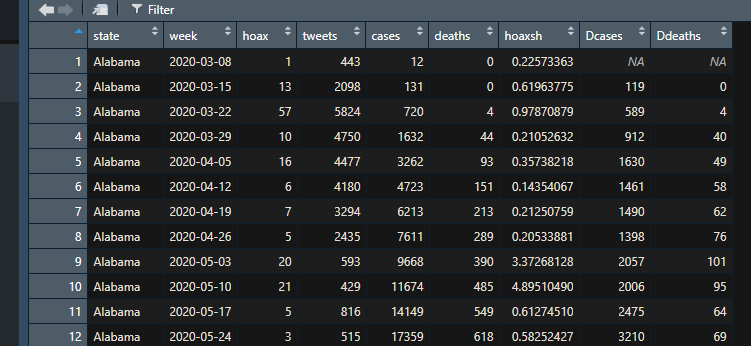 Filter
state week hoax tweets cases deaths hoaxsh Dcases Ddeaths
1 Alabama 2020-03-08 1 443 12 0 0.22573363 NA NA
2 Alabama 2020-03-15 13 2098 131 0 0.61963775 119 0
3 Alabama 2020-03-22 57 5824 720 4 0.97870879 589 4
4 Alabama 2020-03-29 10 4750 1632 44 0.21052632 912 40
5 Alabama 2020-04-05 16 4477 3262 93 0.35738218 1630 49
6 Alabama 2020-04-12 6 4180 4723 151 0.14354067 1461 58
7 Alabama 2020-04-19 7 3294 6213 213 0.21250759 1490 62
8 Alabama 2020-04-26 5 2435 7611 289 0.20533881 1398 76
9 Alabama 2020-05-03 20 593 9668 390 3.37268128 2057 101
10 Alabama 2020-05-10 21 429 11674 485 4.89510490 2006 95
11 Alabama 2020-05-17 5 816 14149 549 0.61274510 2475 64
12 Alabama 2020-05-24 3 515 17359 618 0.58252427 3210 69